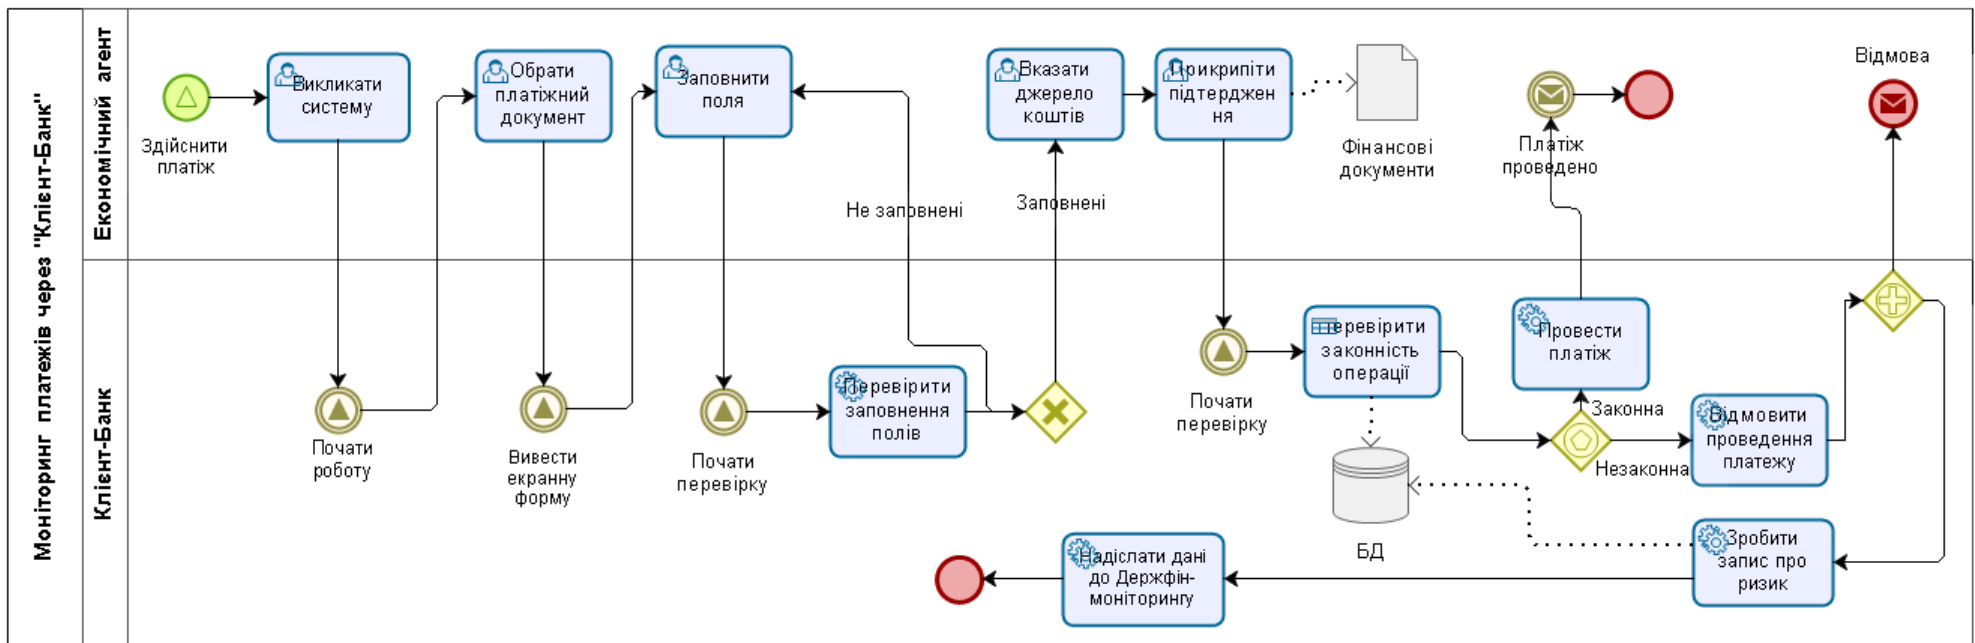 Моніторинг платежів через "Клієнт-Банк"
Економічний агент
Здійснити
платіж
Викликати
систему
Обрати
платіжний
документ
Заповнити
поля
Не заповнені
Вказати
джерело
коштів
Заповнені
Прикрипіти
підтерджен
ня
Фінансові
документи
Платіж
проведено
Відмова
Клієнт-Банк
Почати
роботу
Вивести
екранну
форму
Почати
перевірку
Перевірити
заповнення
полів
Почати
перевірку
Перевірити
законність
операції
БД
Провести
платіж
Законна
Незаконна
Відмовити
проведення
платежу
Зробити
запис про
ризик
Надіслати дані
до Держфін-
моніторингу